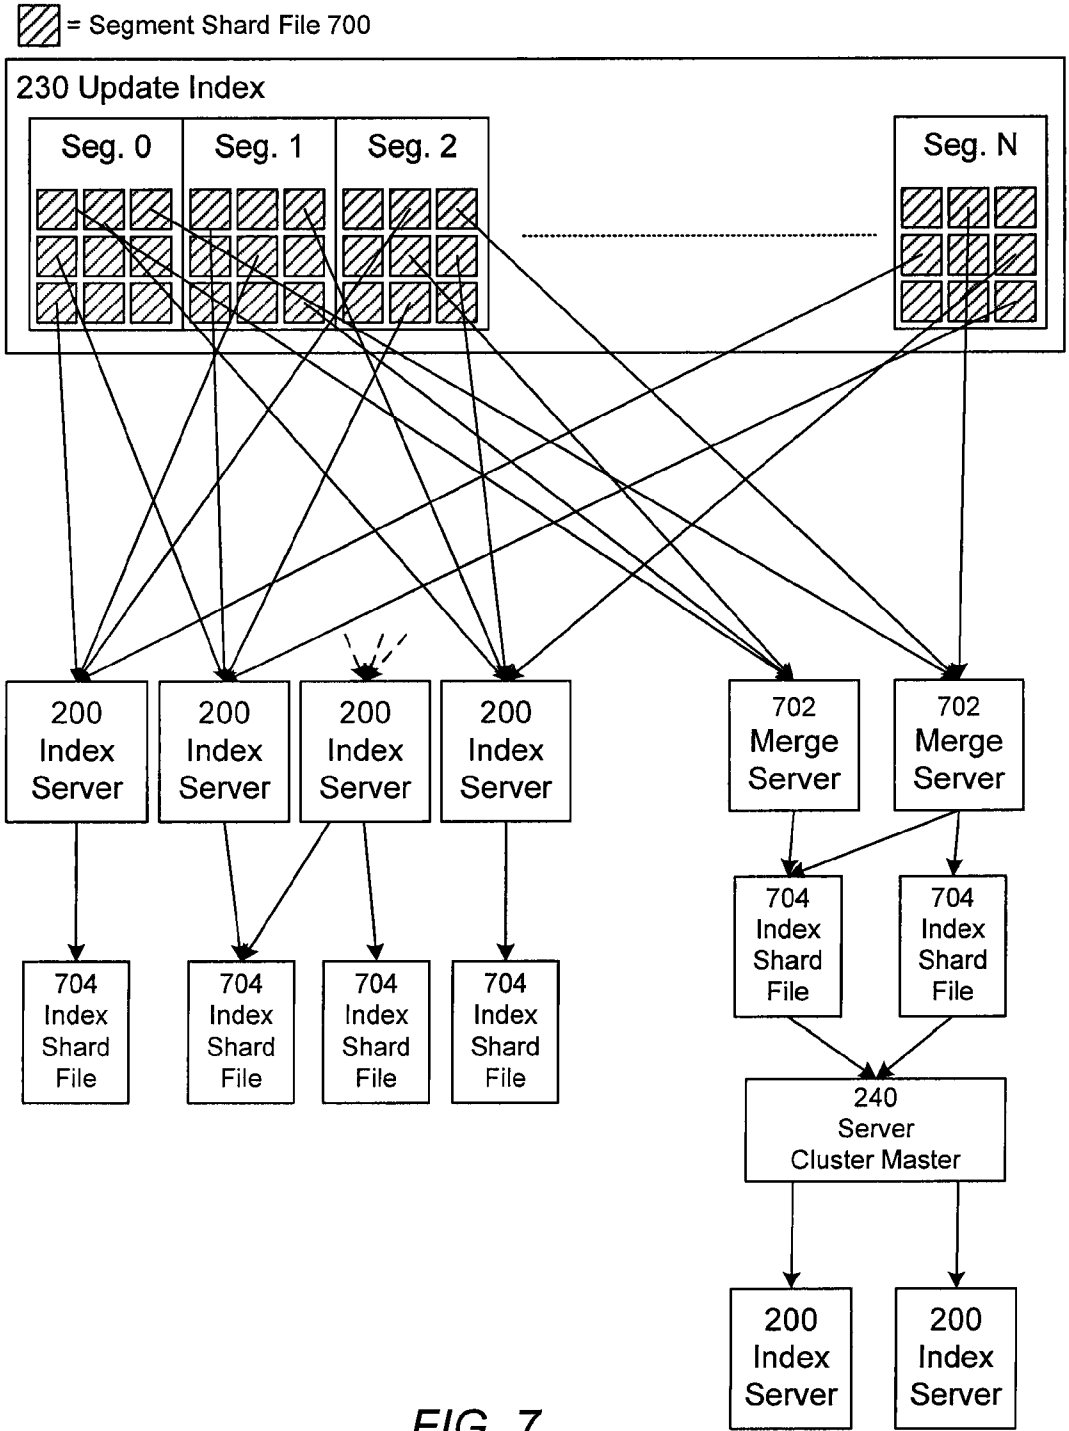 = Segment Shard File 700
230 Update Index
Seg. 0
Seg. 1
Seg. 2
Seg. N
200
Index
Server
200
Index
Server
200
Index
Server
200
Index
Server
702
Merge
Server
702
Merge
Server
704
Index
Shard
File
704
Index
Shard
File
704
Index
Shard
File
704
Index
Shard
File
704
Index
Shard
File
704
Index
Shard
File
240
Server
Cluster Master
200
Index
Server
200
Index
Server
FIG. 7